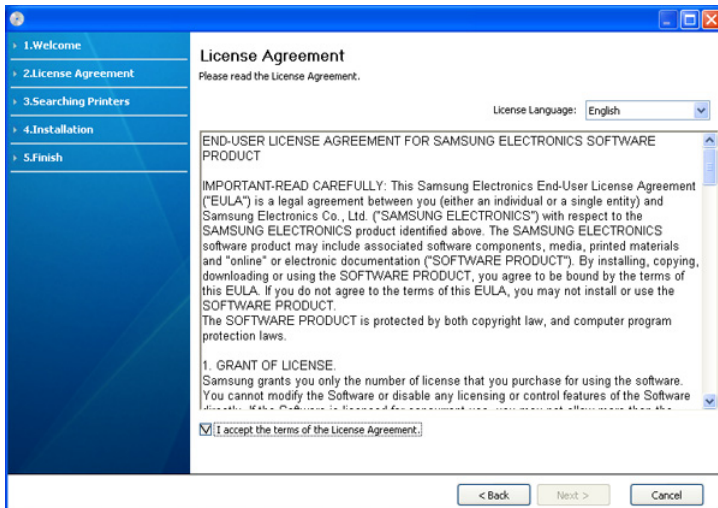 1.Welcome
2.License Agreement
3.Searching Printers
4.Installation
5.Finish
License Agreement
Please read the License Agreement.
License Language: English
END-USER LICENSE AGREEMENT FOR SAMSUNG ELECTRONICS SOFTWARE
PRODUCT
IMPORTANT-READ CAREFULLY: This Samsung Electronics End-User License Agreement
("EULA") is a legal agreement between you (either an individual or a single entity) and
Samsung Electronics Co., Ltd. ("SAMSUNG ELECTRONICS") with respect to the
SAMSUNG ELECTRONICS product identified above. The SAMSUNG ELECTRONICS
software product may include associated software components, media, printed materials
and "online" or electronic documentation ("SOFTWARE PRODUCT"). By installing, copying,
downloading or using the SOFTWARE PRODUCT, you agree to be bound by the terms of
this EULA. If you do not agree to the terms of this EULA, you may not install or use the
SOFTWARE PRODUCT.
The SOFTWARE PRODUCT is protected by both copyright law, and computer program
protection laws.
1. GRANT OF LICENSE.
Samsung grants you only the number of license that you purchase for using the software.
You cannot modify the Software or disable any licensing or control features of the Software
I accept the terms of the License Agreement.
< Back Next > Cancel